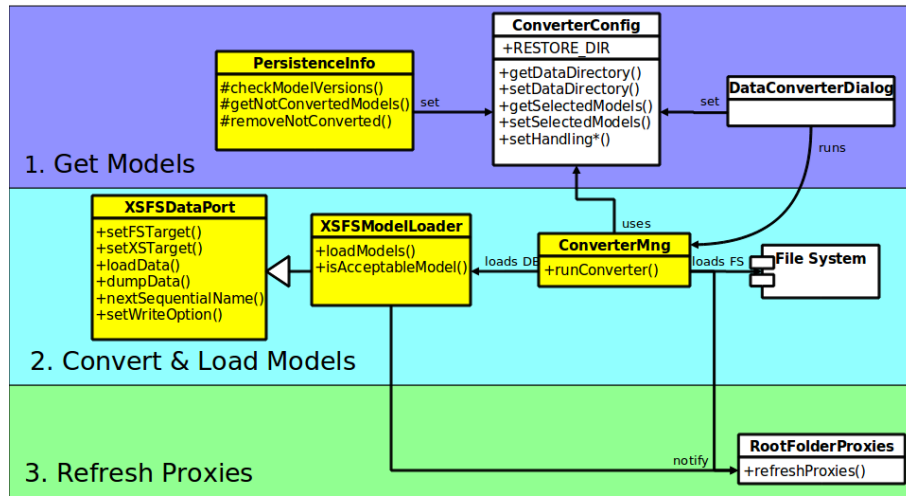 ConverterConfig
+RESTORE_DIR
+getDataDirectory()
+setDataDirectory()
+getSelectedModels()
+setSelectedModels()
+setHandling*()
PersistenceInfo
#checkModelVersions()
#getNotConvertedModels()
#removeNotConverted()
set
set
DataConverterDialog
runs
1. Get Models
XSFSDataPort
+setFSTarget()
+setXSTarget()
+loadData()
+dumpData()
+nextSequentialName()
+setWriteOption()
XSFSModelLoader
+loadModels()
+isAcceptableModel()
loads DB
uses
ConverterMng
+runConverter()
loads FS
File System
2. Convert & Load Models
3. Refresh Proxies
notify
RootFolderProxies
+refreshProxies()